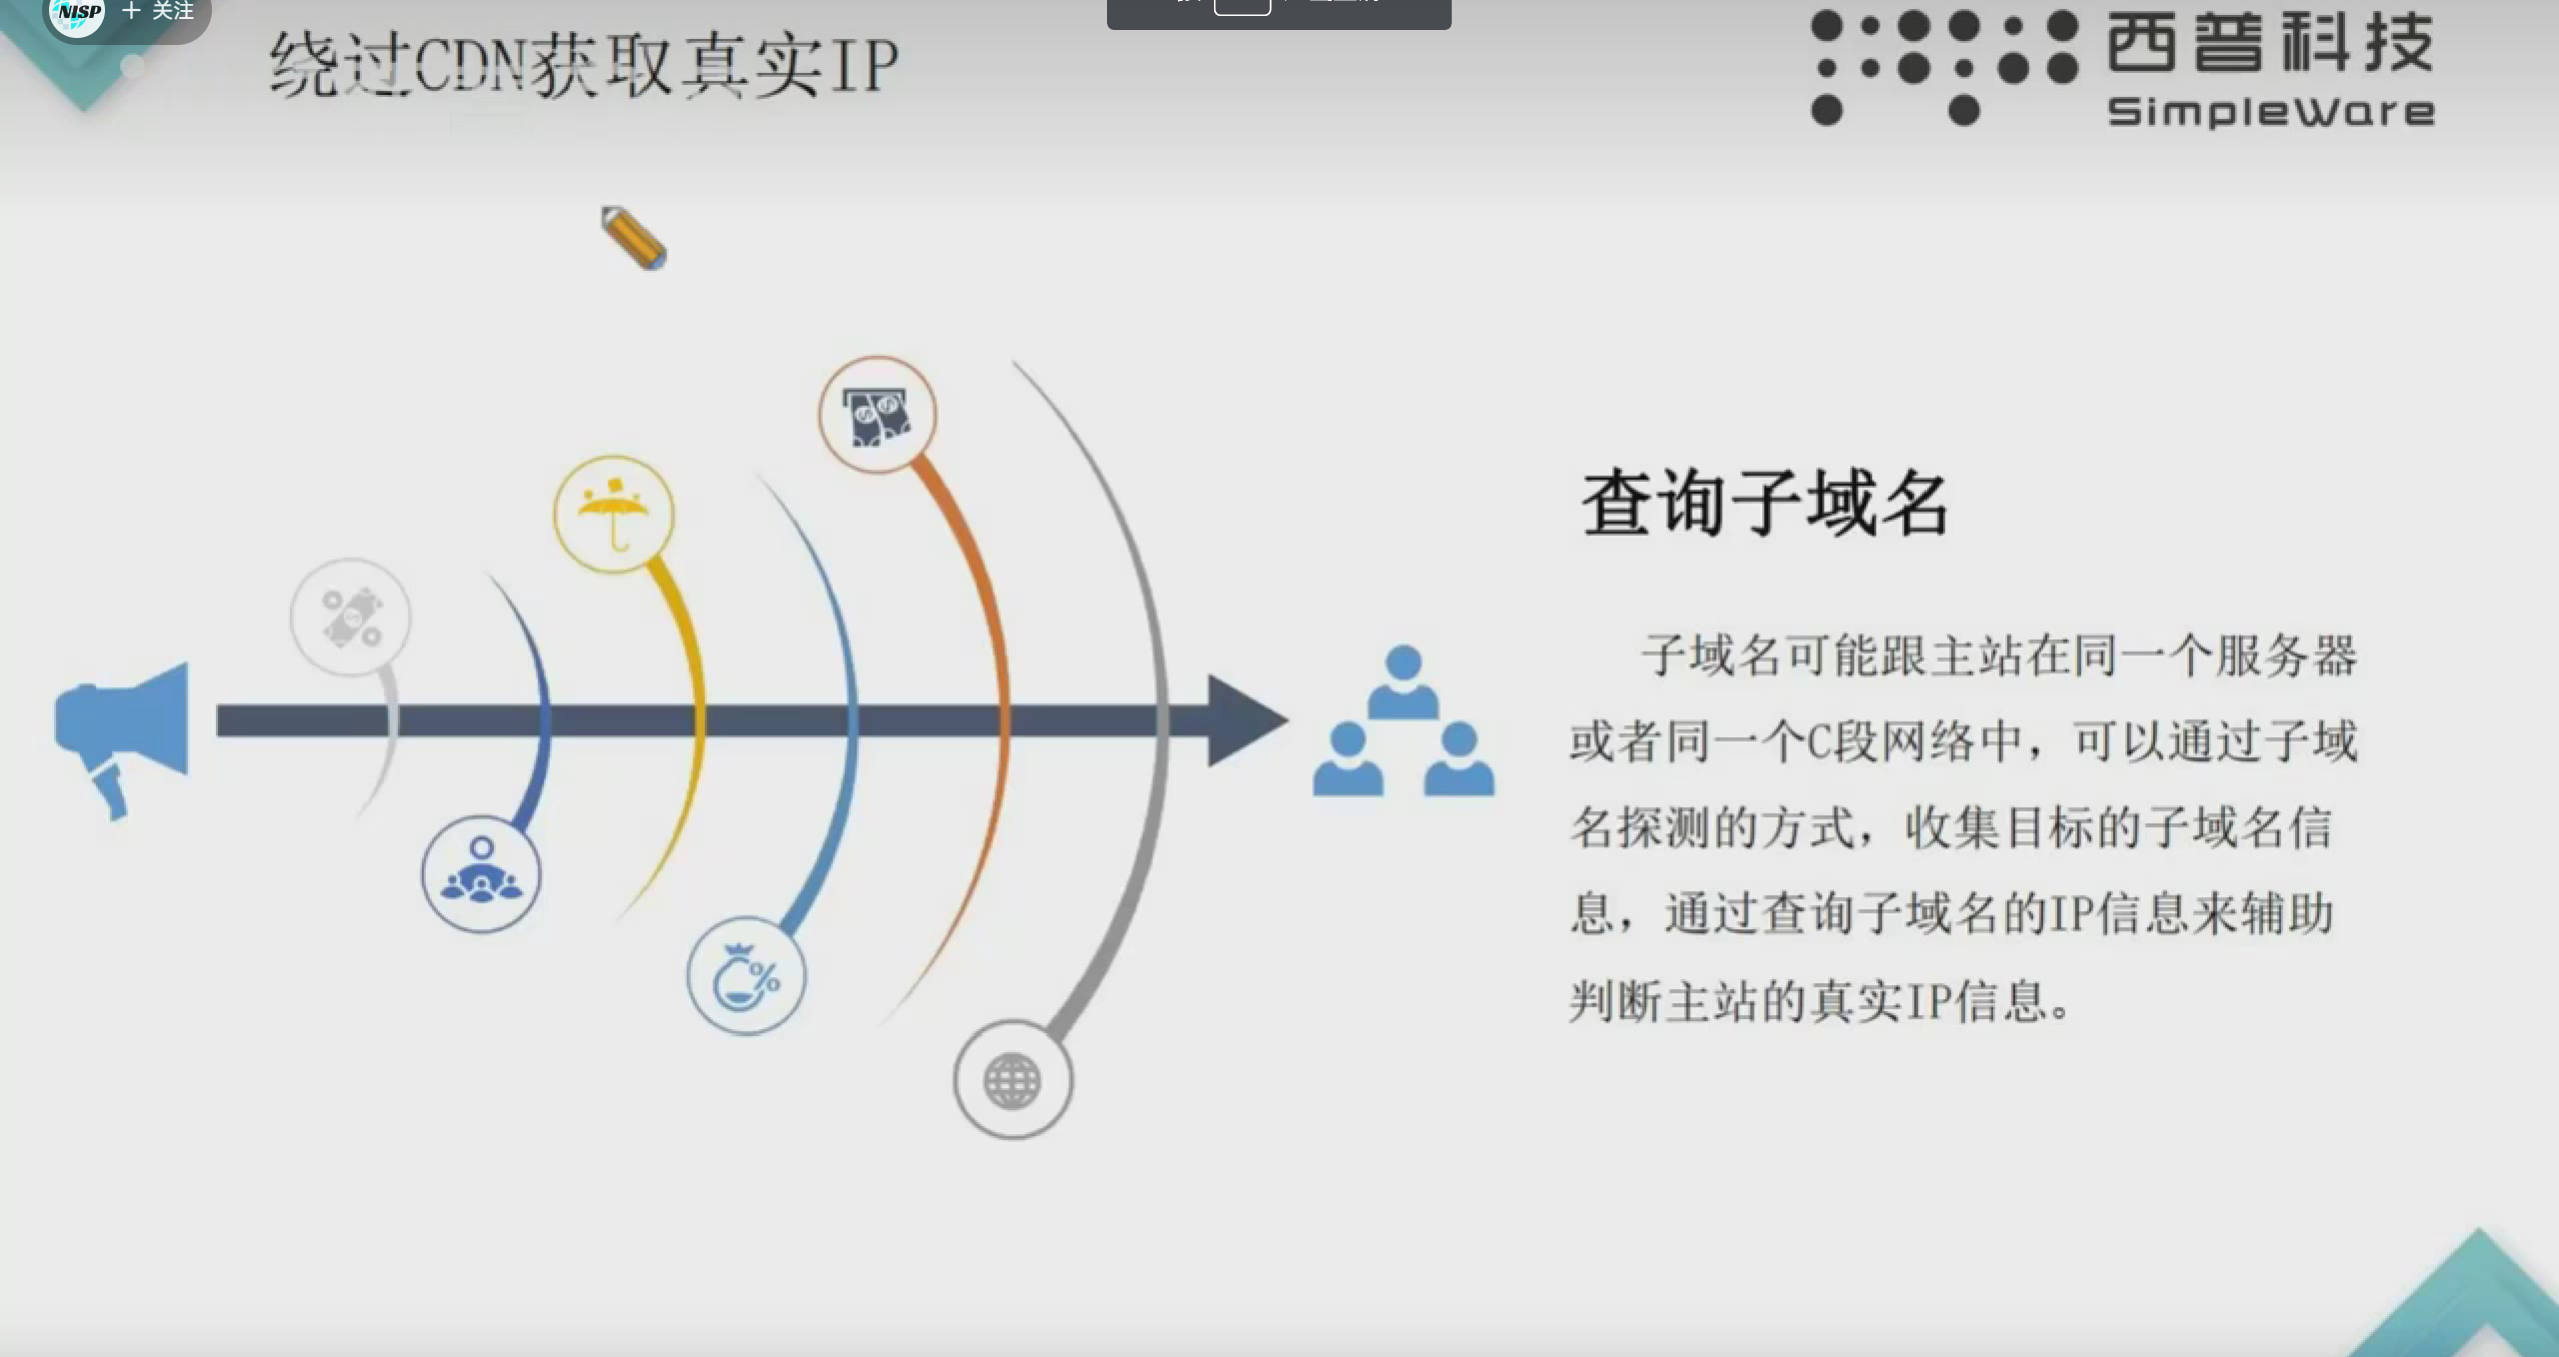 NISP
+ 关注
绕过CDN获取真实IP
西普科技
SimpleWare
查询子域名
子域名可能跟主站在同一个服务器
或者同一个C段网络中，可以通过子域
名探测的方式，收集目标的子域名信
息，通过查询子域名的IP信息来辅助
判断主站的真实IP信息。